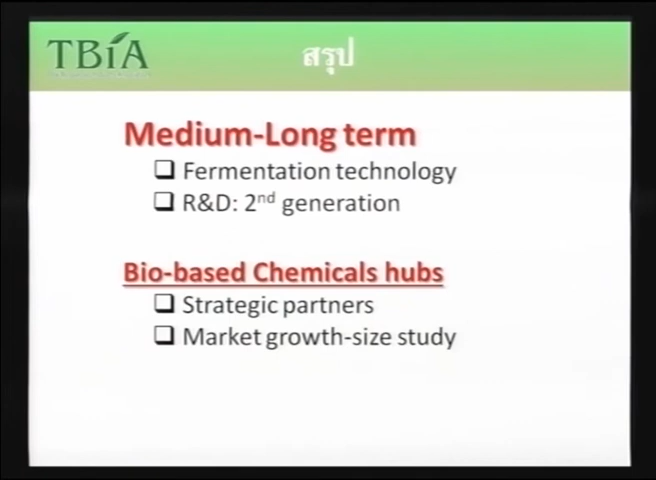 TBiA
สรุป
Medium-Long term
❑ Fermentation technology
❑ R&D: 2nd generation
Bio-based Chemicals hubs
❑ Strategic partners
❑ Market growth-size study